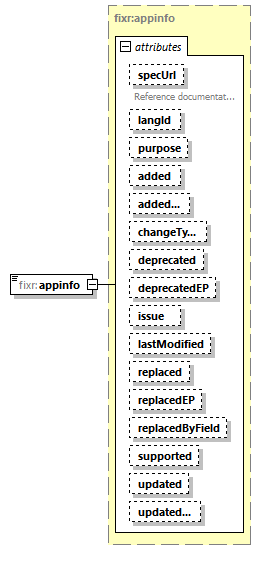 fixr:appinfo
attributes
specUrl
Reference documentat...
langId
purpose
added
added...
changeTy...
deprecated
deprecatedEP
fixr:appinfo
issue
lastModified
replaced
replacedEP
replacedByField
supported
updated
updated...